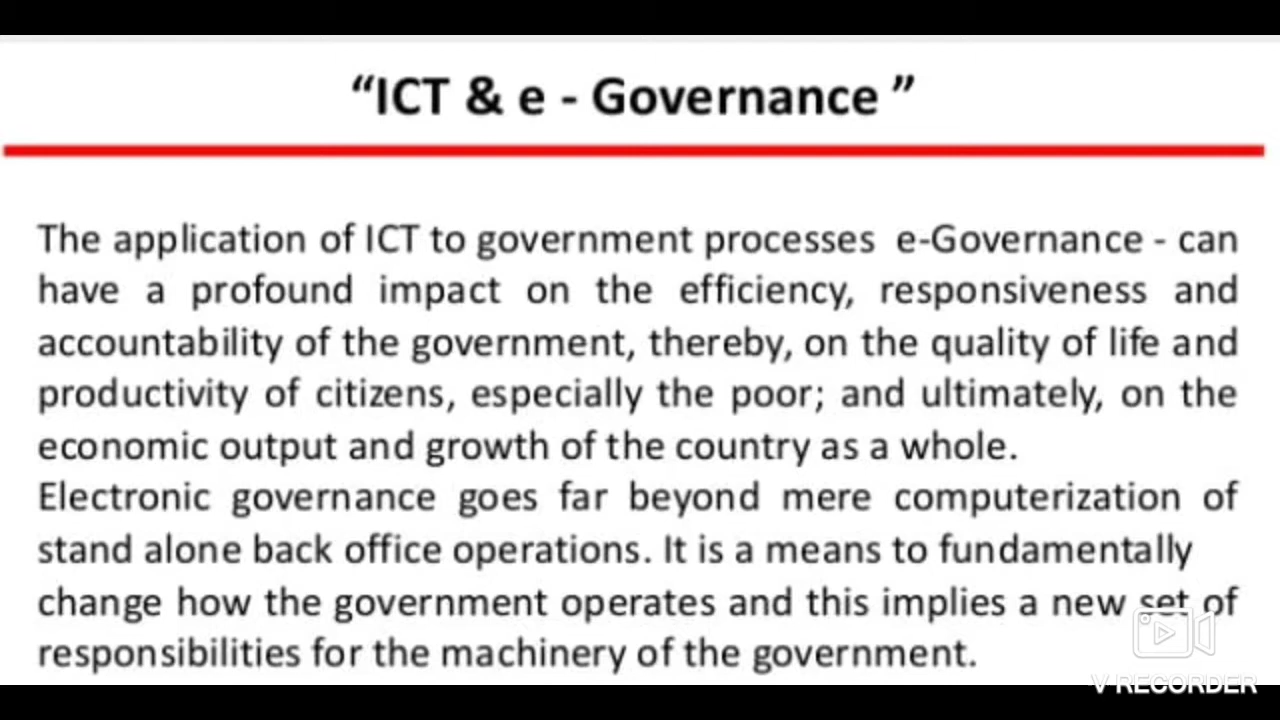 “ICT & e - Governance ”
The application of ICT to government processes e-Governance - can
have a profound impact on the efficiency, responsiveness and
accountability of the government, thereby, on the quality of life and
productivity of citizens, especially the poor; and ultimately, on the
economic output and growth of the country as a whole.
Electronic governance goes far beyond mere computerization of
stand alone back office operations. It is a means to fundamentally
change how the government operates and this implies a new set of
responsibilities for the machinery of the government.
V RECORDER